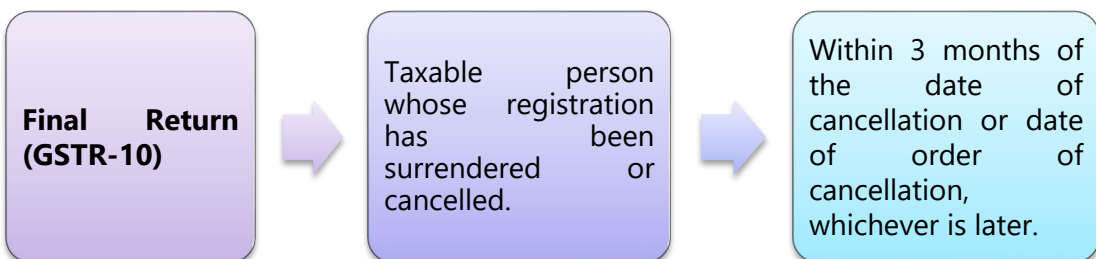 Final Return
(GSTR-10)
Taxable person
whose registration
has been
surrendered or
cancelled.
Within 3 months of
the date of
cancellation or date
of order of
cancellation,
whichever is later.